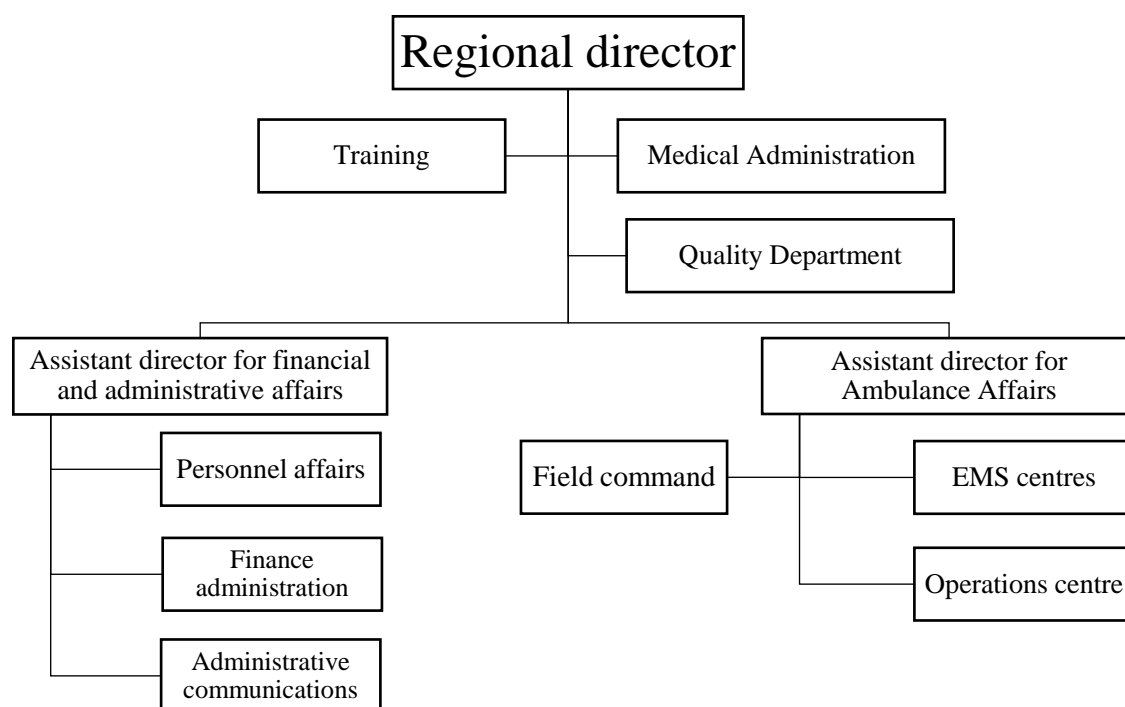 Regional director
Training
Medical Administration
Quality Department
Assistant director for financial
and administrative affairs
Assistant director for
Ambulance Affairs
Personnel affairs
Field command
EMS centres
Finance
administration
Operations centre
Administrative
communications